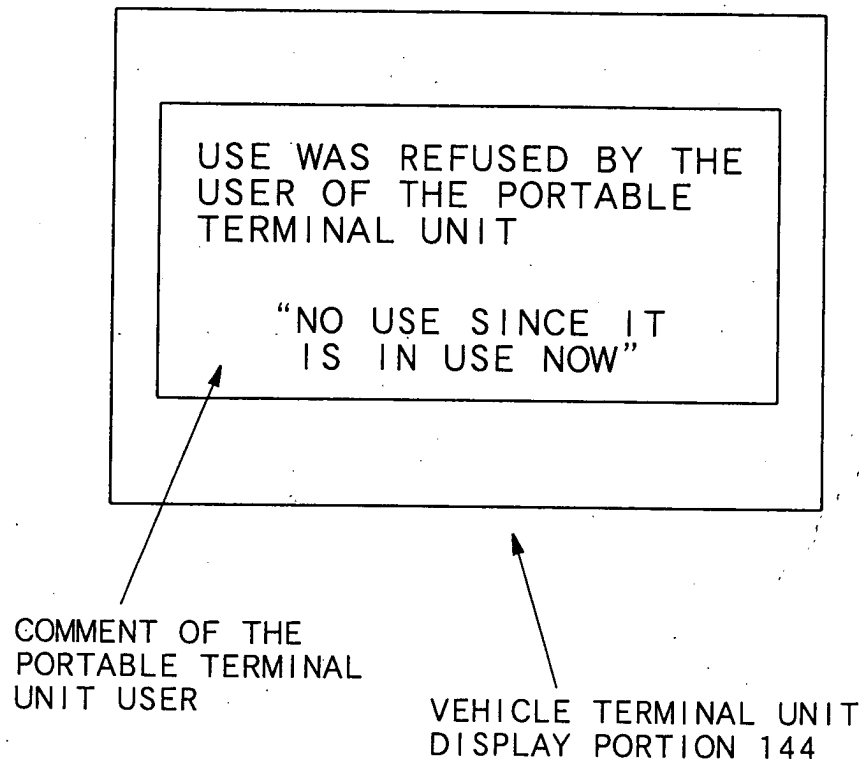 USE WAS REFUSED BY THE
USER OF THE PORTABLE
TERMINAL UNIT
“NO USE SINCE IT
IS IN USE NOW”
COMMENT OF THE
PORTABLE TERMINAL
UNIT USER
VEHICLE TERMINAL UNIT
DISPLAY PORTION 144